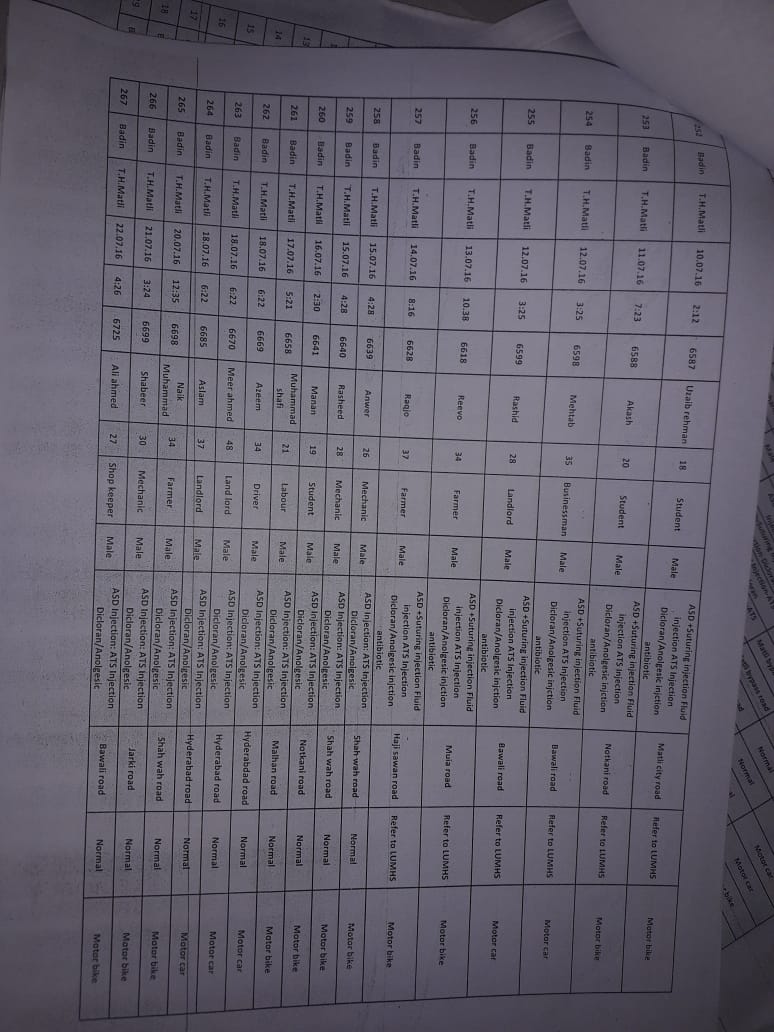 252 Badin T.H.Matli 10.07.16 2:12 6587 Uzaib rehman 18 Student Male ASD +Suturing injection Fluid injection ATS Injection Dicloran/Anolgesic injction antibiotic Matli city road Refer to LUMHS Motor bike
253 Badin T.H.Matli 11.07.16 7:23 6588 Akash 20 Student Male ASD +Suturing injection Fluid injection ATS Injection Dicloran/Anolgesic injction antibiotic Notkani road Refer to LUMHS Motor bike
254 Badin T.H.Matli 12.07.16 3:25 6598 Mehtab 35 Businessman Male ASD +Suturing injection Fluid injection ATS Injection Dicloran/Anolgesic injction antibiotic Bawali road Refer to LUMHS Motor car
255 Badin T.H.Matli 12.07.16 3:25 6599 Rashid 28 Landlord Male ASD +Suturing injection Fluid injection ATS Injection Dicloran/Anolgesic injction antibiotic Bawali road Refer to LUMHS Motor car
256 Badin T.H.Matli 13.07.16 10.38 6618 Reevo 34 Farmer Male ASD +Suturing injection Fluid injection ATS Injection Dicloran/Anolgesic injction antibiotic Muia road Refer to LUMHS Motor bike
257 Badin T.H.Matli 14.07.16 8:16 6628 Raqjo 37 Farmer Male ASD +Suturing injection Fluid injection ATS Injection Dicloran/Anolgesic injction antibiotic Haji sawan road Refer to LUMHS Motor bike
258 Badin T.H.Matli 15.07.16 4:28 6639 Anwer 26 Mechanic Male ASD Injection: ATS Injection Dicloran/Anolgesic Shah wah road Normal Motor bike
259 Badin T.H.Matli 15.07.16 4:28 6640 Rasheed 28 Mechanic Male ASD Injection: ATS Injection Dicloran/Anolgesic Shah wah road Normal Motor bike
260 Badin T.H.Matli 16.07.16 2:30 6641 Manan 19 Student Male ASD Injection: ATS Injection Dicloran/Anolgesic Notkani road Normal Motor bike
261 Badin T.H.Matli 17.07.16 5:21 6658 Muhammad shafi 21 Labour Male ASD Injection: ATS Injection Dicloran/Anolgesic Malhan road Normal Motor bike
262 Badin T.H.Matli 18.07.16 6:22 6669 Azeem 34 Driver Male ASD Injection: ATS Injection Dicloran/Anolgesic Hyderabdad road Normal Motor car
263 Badin T.H.Matli 18.07.16 6:22 6670 Meer ahmed 48 Land lord Male ASD Injection: ATS Injection Dicloran/Anolgesic Hyderabad road Normal Motor car
264 Badin T.H.Matli 18.07.16 6:22 6685 Aslam 37 Landlord Male ASD Injection: ATS Injection Dicloran/Anolgesic Hyderabad road Normal Motor car
265 Badin T.H.Matli 20.07.16 12:35 6698 Naik Muhammad 34 Farmer Male ASD Injection: ATS Injection Dicloran/Anolgesic Shah wah road Normal Motor bike
266 Badin T.H.Matli 21.07.16 3:24 6699 Shabeer 30 Mechanic Male ASD Injection: ATS Injection Dicloran/Anolgesic Jarki road Normal Motor bike
267 Badin T.H.Matli 22.07.16 4:26 6725 Ali ahmed 27 Shop keeper Male ASD Injection: ATS Injection Dicloran/Anolgesic Bawali road Normal Motor bike